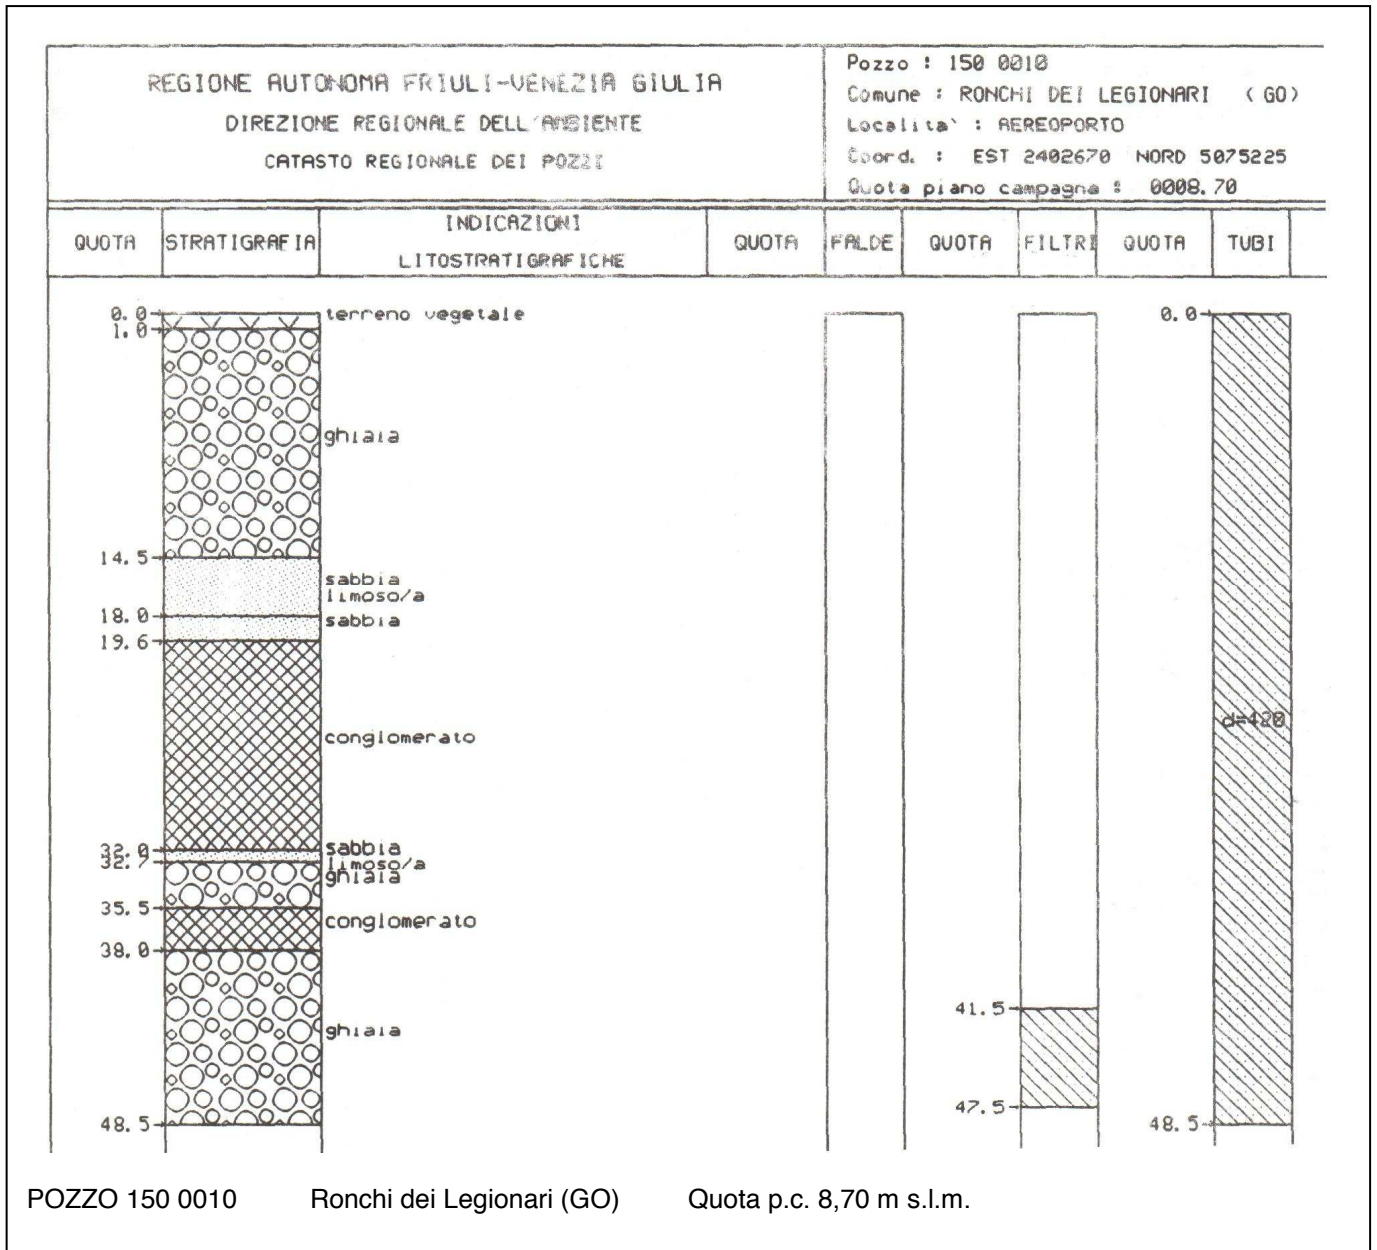 REGIONE AUTONOMA FRIULI-VENEZIA GIULIA
DIREZIONE REGIONALE DELL'AMBIENTE
CATASTO REGIONALE DEI POZZI
Pozzo : 150 0010
Comune : RONCHI DEI LEGIONARI ( GO)
Localita` : AEREOPORTO
Coord. : EST 2402670 NORD 5075225
Quota piano campagna : 0008.70
QUOTA STRATIGRAFIA INDICAZIONI LITOSTRATIGRAFICHE QUOTA FALDE QUOTA FILTRI QUOTA TUBI
0.0 terreno vegetale 0.0
1.0
ghiaia
14.5
sabbia
limoso/a
18.0
sabbia
19.6
d=420
conglomerato
32.0 sabbia
32.7 limoso/a
ghiaia
35.5
conglomerato
38.0
41.5
ghiaia
47.5
48.5 48.5
POZZO 150 0010 Ronchi dei Legionari (GO) Quota p.c. 8,70 m s.l.m.